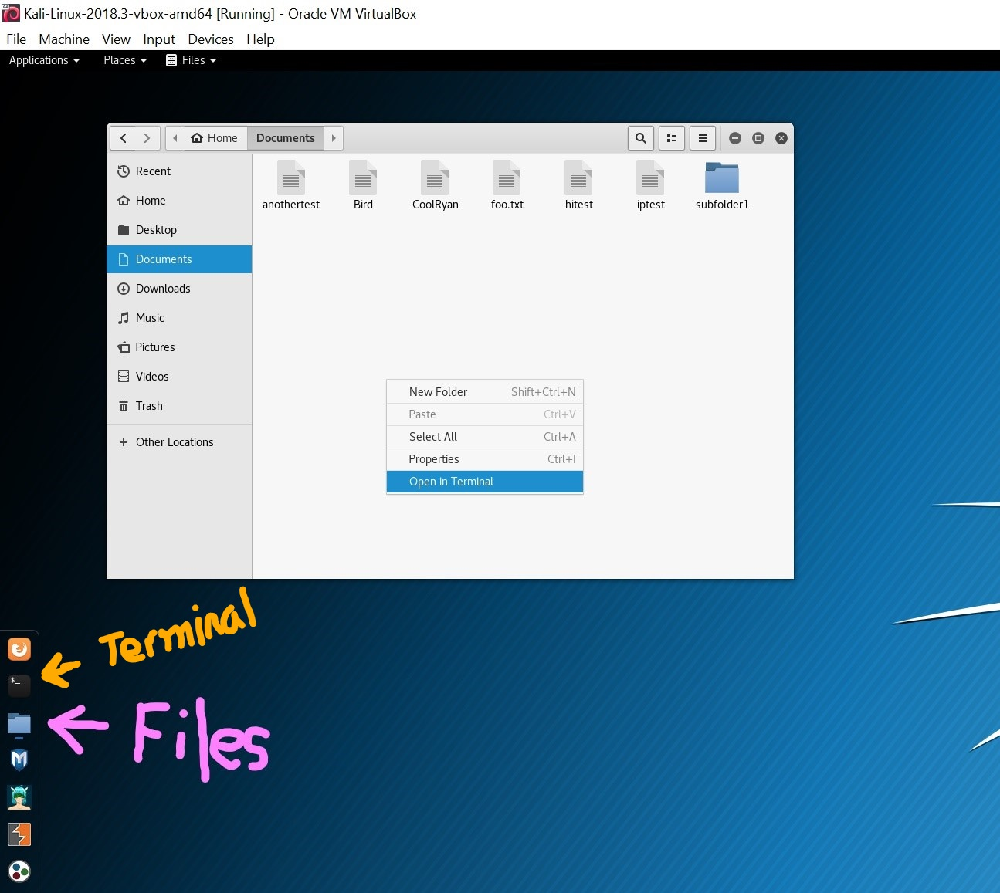 Kali-Linux-2018.3-vbox-amd64 [Running] - Oracle VM VirtualBox
File Machine View Input Devices Help
Applications Places Files
Home Documents
Recent
Home
Desktop
Documents
Downloads
Music
Pictures
Videos
Trash
Other Locations
anothertest Bird CoolRyan foo.txt hitest iptest subfolder1
New Folder Shift+Ctrl+N
Paste Ctrl+V
Select All Ctrl+A
Properties Ctrl+I
Open in Terminal
Terminal
$_
Files
M